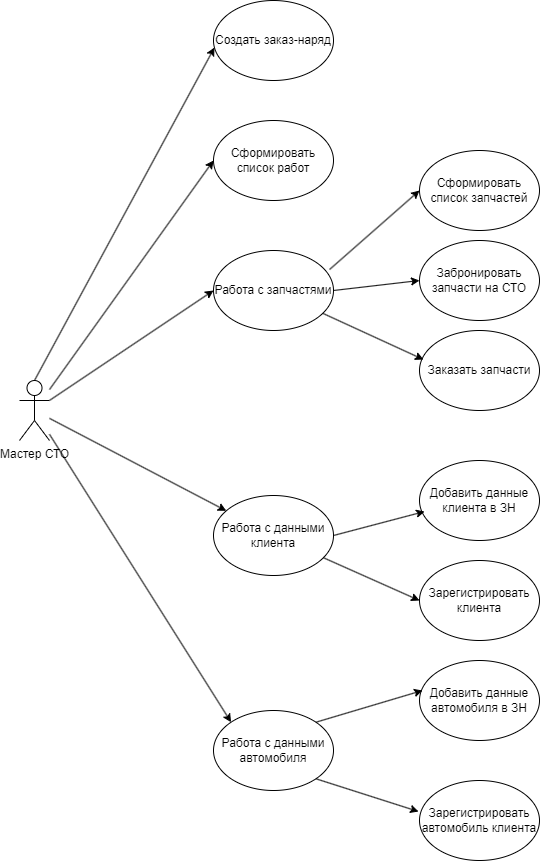 Создать заказ-наряд
Сформировать
список работ
Сформировать
список запчастей
Работа с запчастями
Забронировать
запчасти на СТО
Заказать запчасти
Мастер СТО
Работа с данными
клиента
Добавить данные
клиента в ЗН
Зарегистрировать
клиента
Работа с данными
автомобиля
Добавить данные
автомобиля в ЗН
Зарегистрировать
автомобиль клиента